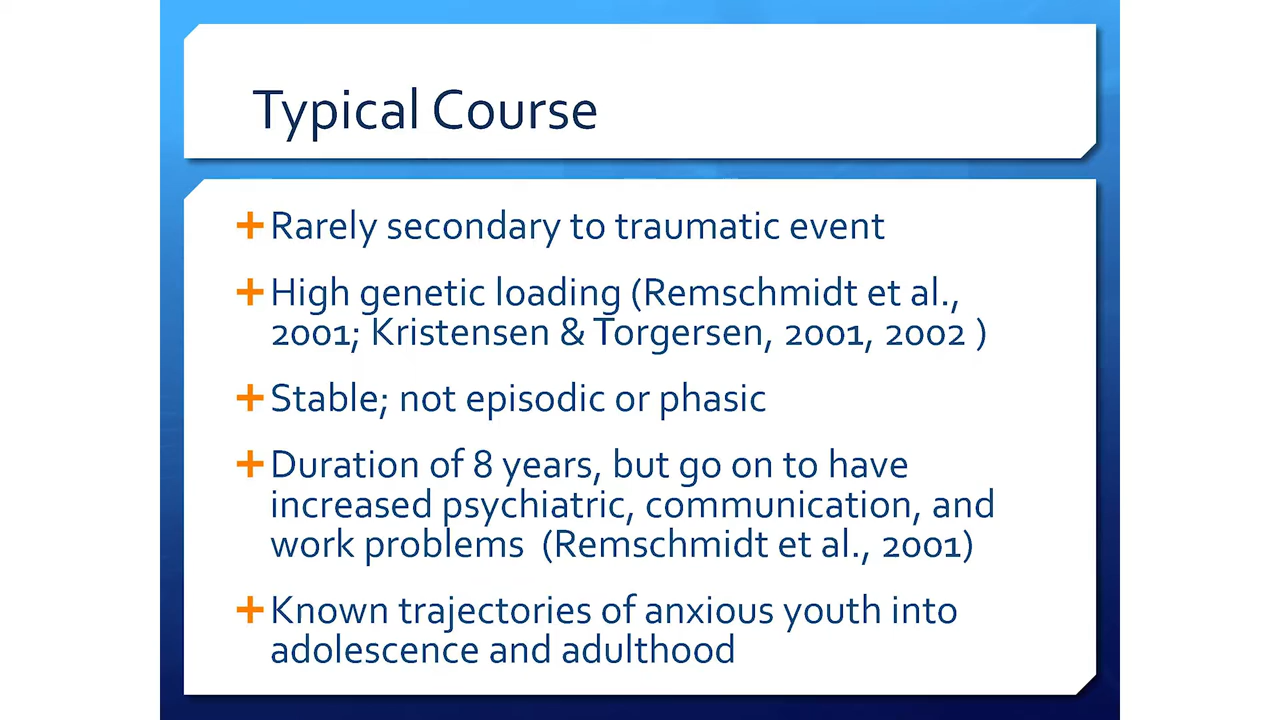 Typical Course
+Rarely secondary to traumatic event
+High genetic loading (Remschmidt et al.,
2001; Kristensen & Torgersen, 2001, 2002 )
+Stable; not episodic or phasic
+Duration of 8 years, but go on to have
increased psychiatric, communication, and
work problems (Remschmidt et al., 2001)
+Known trajectories of anxious youth into
adolescence and adulthood